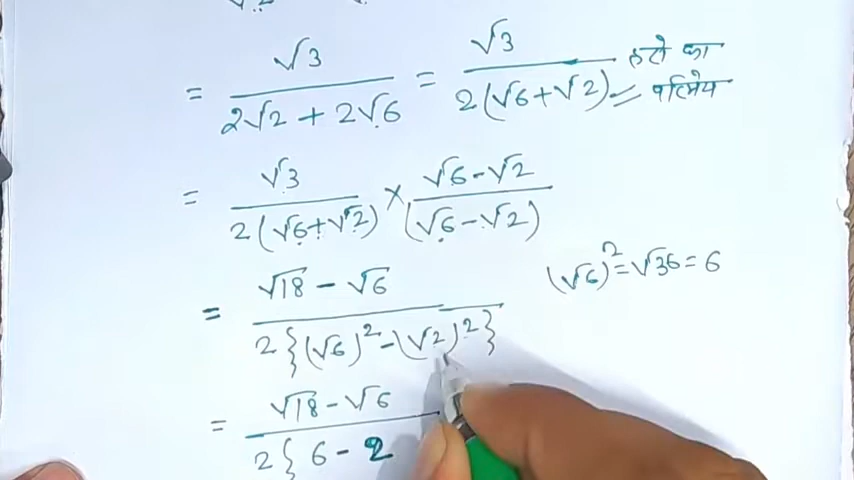 = √3 / (2√2 + 2√6) = √3 / 2(√6+√2) हरो का
परिमेय
= √3 / 2(√6+√2) × √6-√2 / (√6-√2)
= √18 - √6 / 2{(√6)²-(√2)²} (√6)²=√36=6
= √18-√6 / 2{ 6 - 2